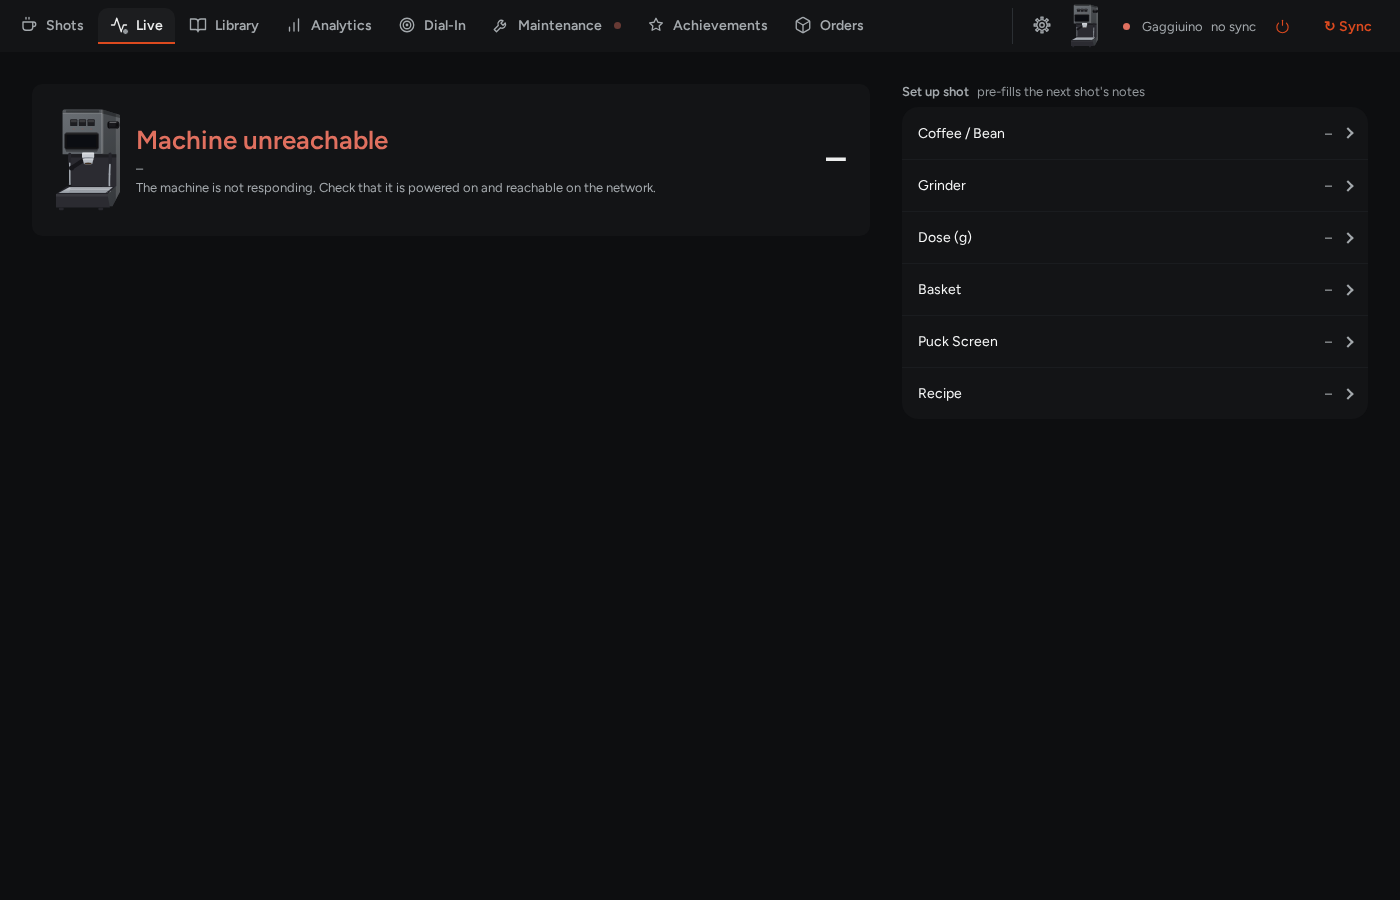 Shots
Live
Library
Analytics
Dial-In
Maintenance
Achievements
Orders
Gaggiuino no sync
↻ Sync
Machine unreachable
–
The machine is not responding. Check that it is powered on and reachable on the network.
–
Set up shot pre-fills the next shot's notes
Coffee / Bean –
Grinder –
Dose (g) –
Basket –
Puck Screen –
Recipe –